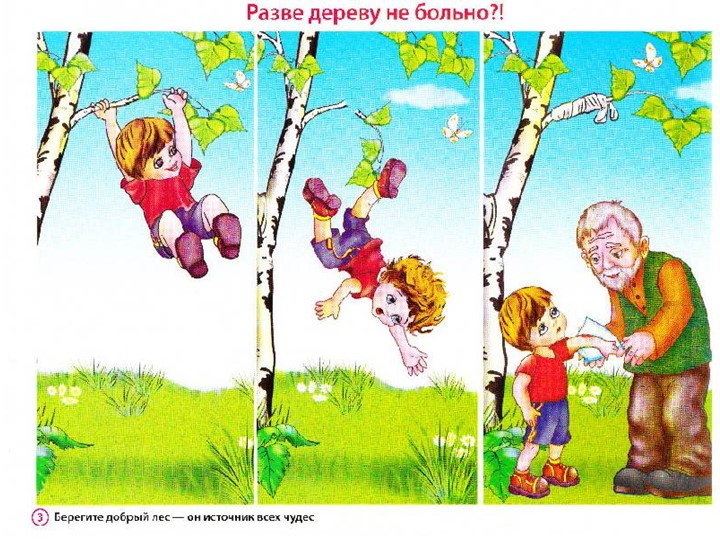 Разве дереву не больно?!
3 Берегите добрый лес — он источник всех чудес